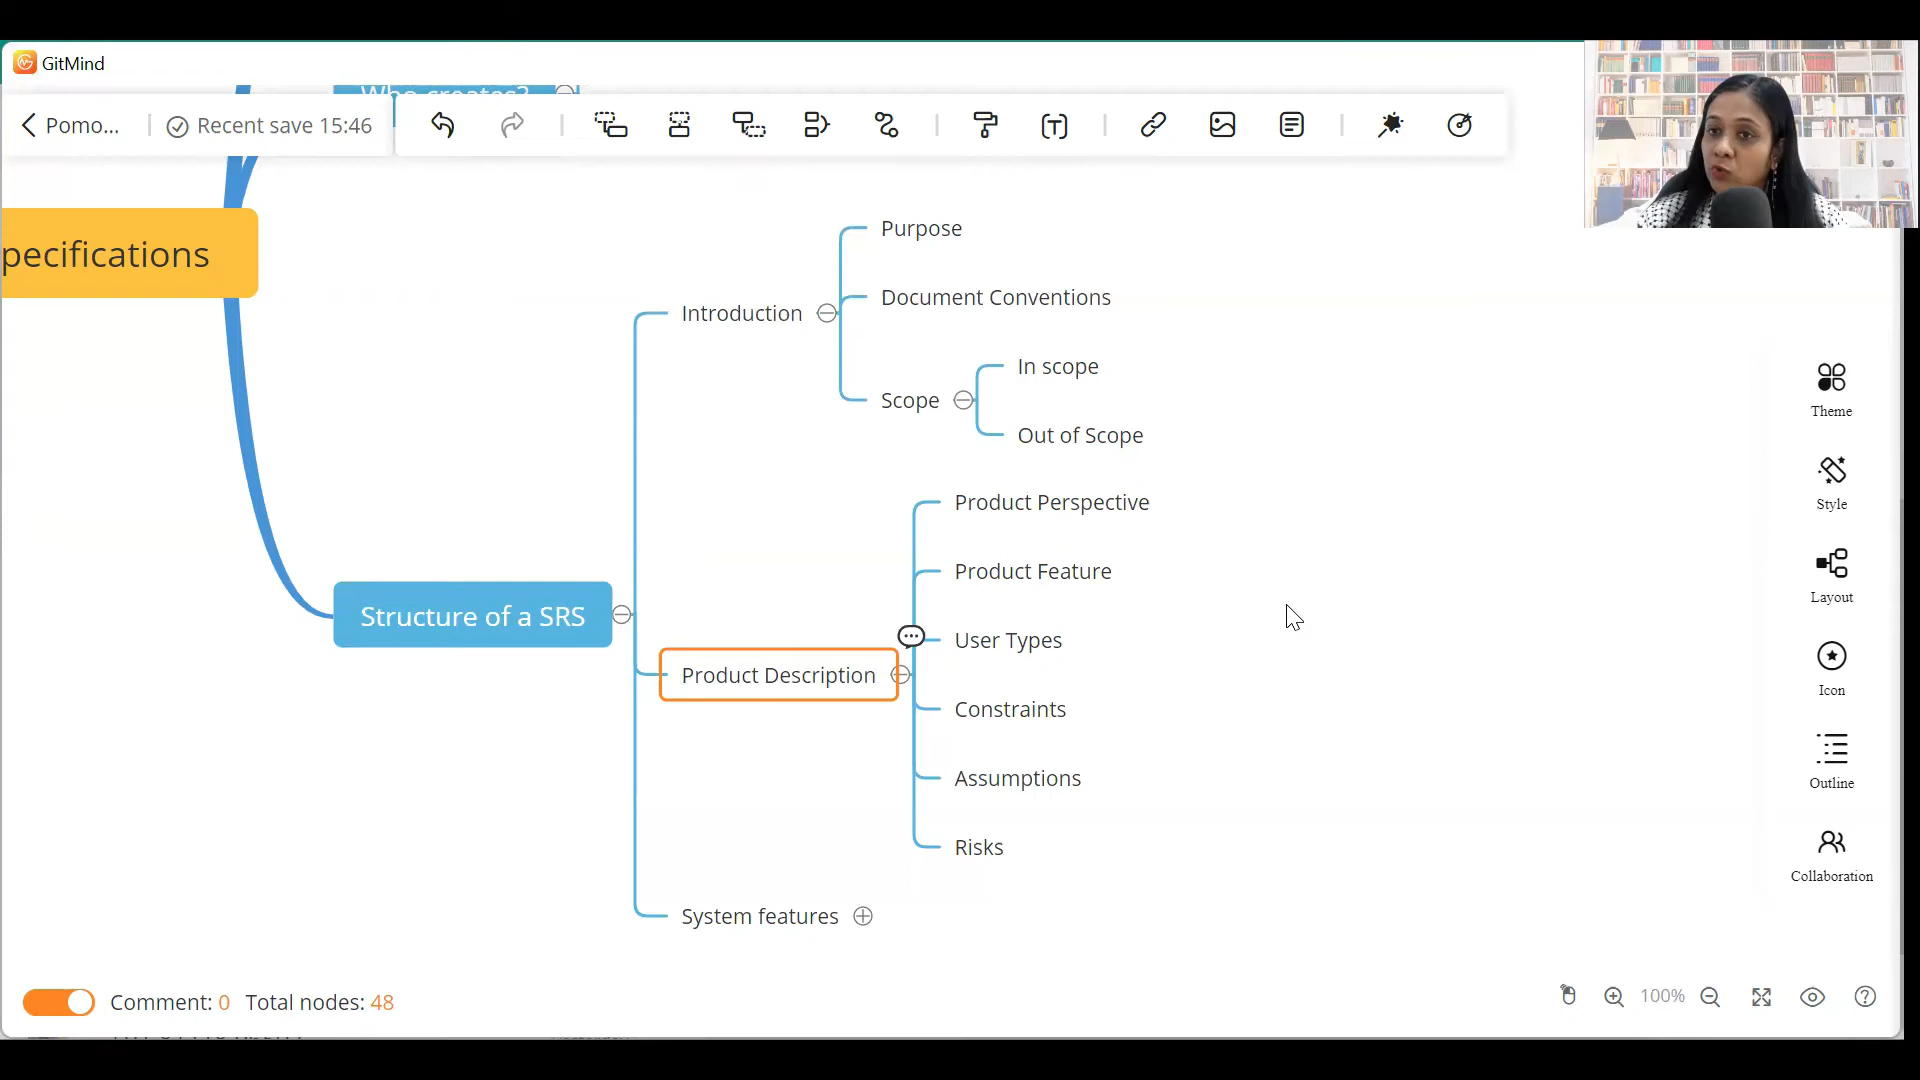 GitMind
Who creates?
Pomo...
Recent save 15:46
pecifications
Purpose
Document Conventions
Introduction
In scope
Scope
Out of Scope
Product Perspective
Product Feature
Structure of a SRS
User Types
Product Description
Constraints
Assumptions
Risks
System features
Theme
Style
Layout
Icon
Outline
Collaboration
Comment: 0 Total nodes: 48
100%